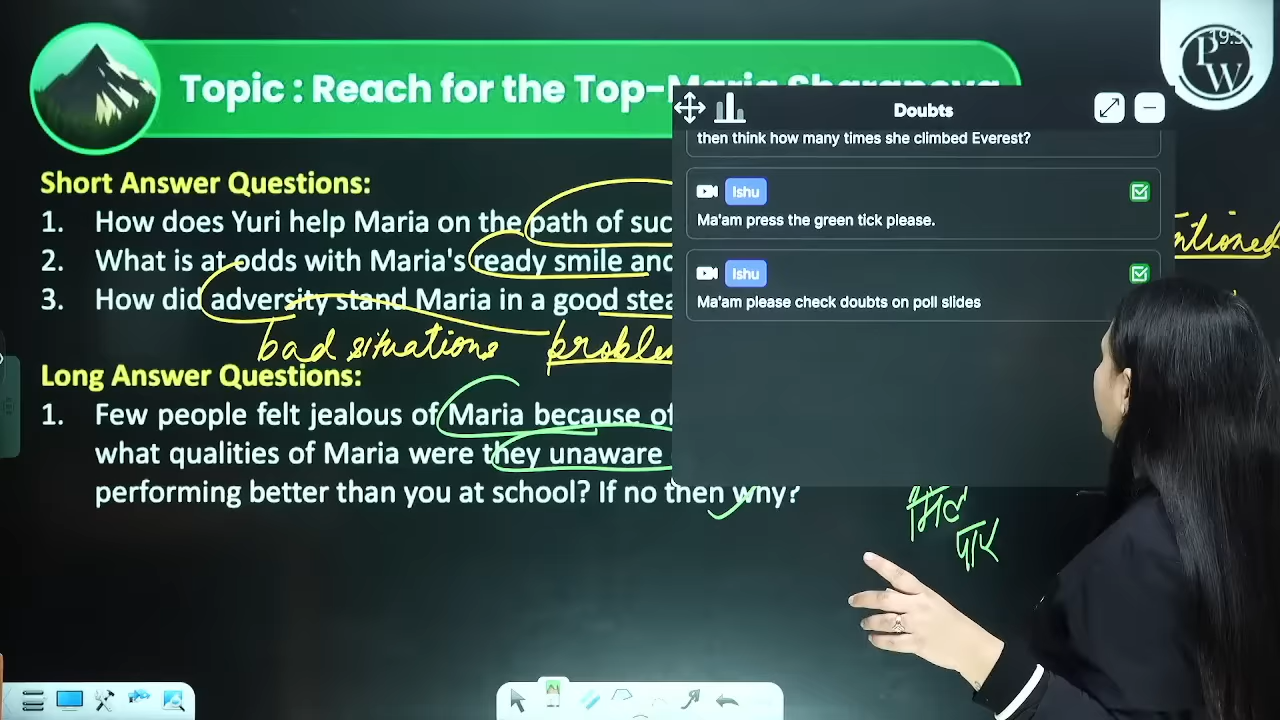 Topic : Reach for the Top-Maria Sharapova
PW
Doubts
then think how many times she climbed Everest?
Ishu
Ma'am press the green tick please.
Ishu
Ma'am please check doubts on poll slides
Short Answer Questions:
1. How does Yuri help Maria on the path of suc
2. What is at odds with Maria's ready smile and
3. How did adversity stand Maria in a good stea
bad situations proble
Long Answer Questions:
1. Few people felt jealous of Maria because of
what qualities of Maria were they unaware
performing better than you at school? If no then why?
पार